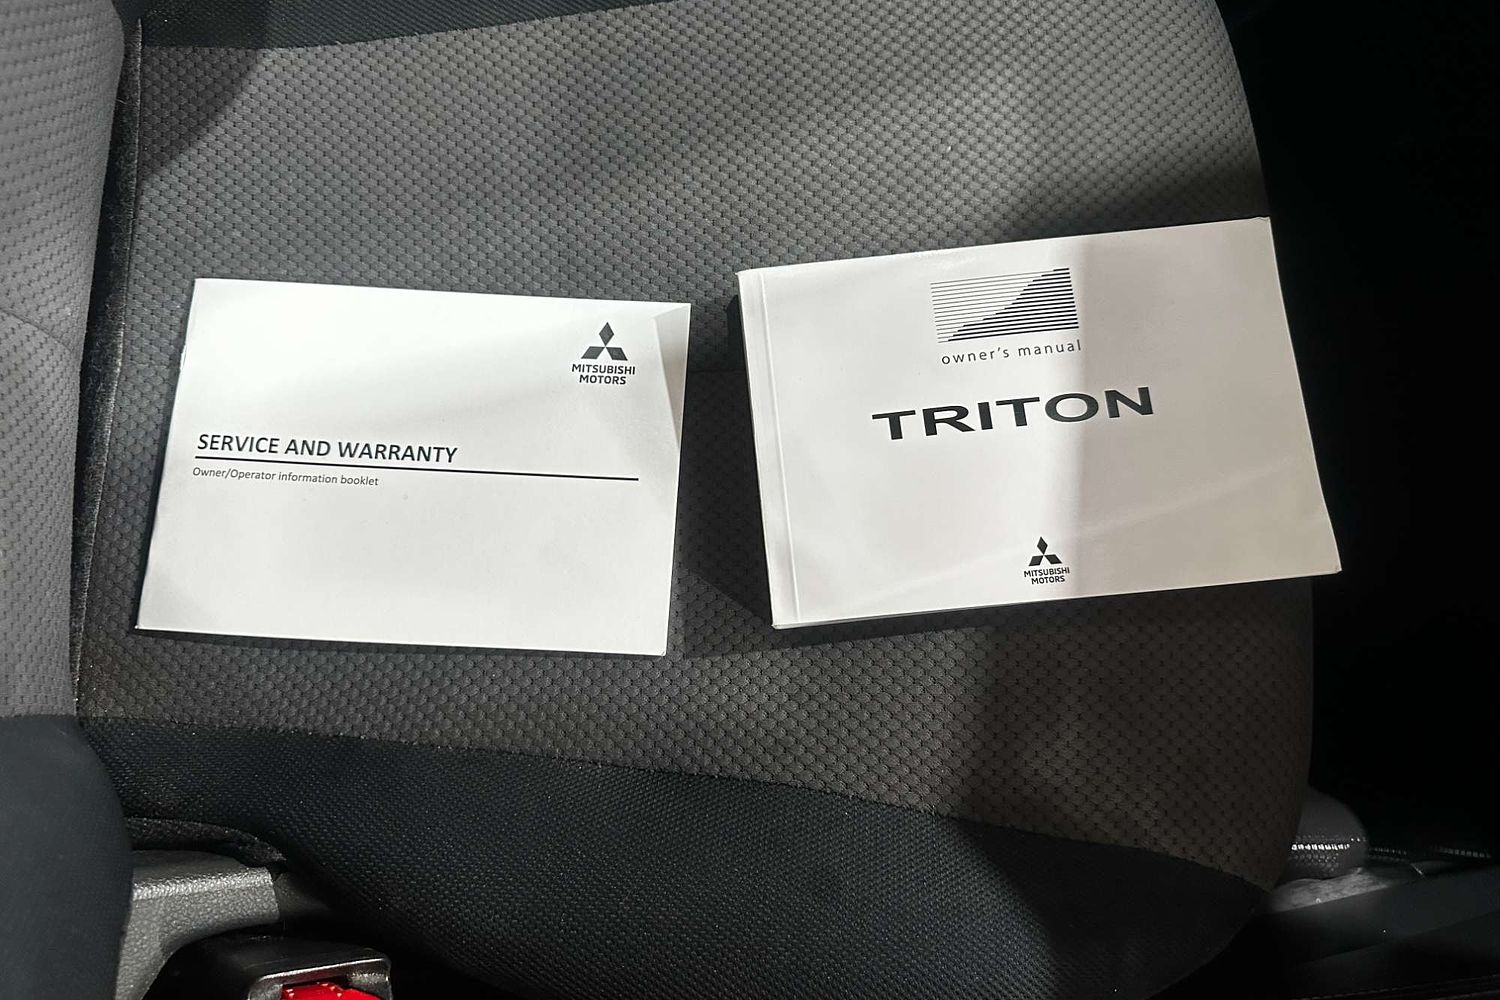 MITSUBISHI
MOTORS
SERVICE AND WARRANTY
Owner/Operator information booklet
owner's manual
TRITON
MITSUBISHI
MOTORS